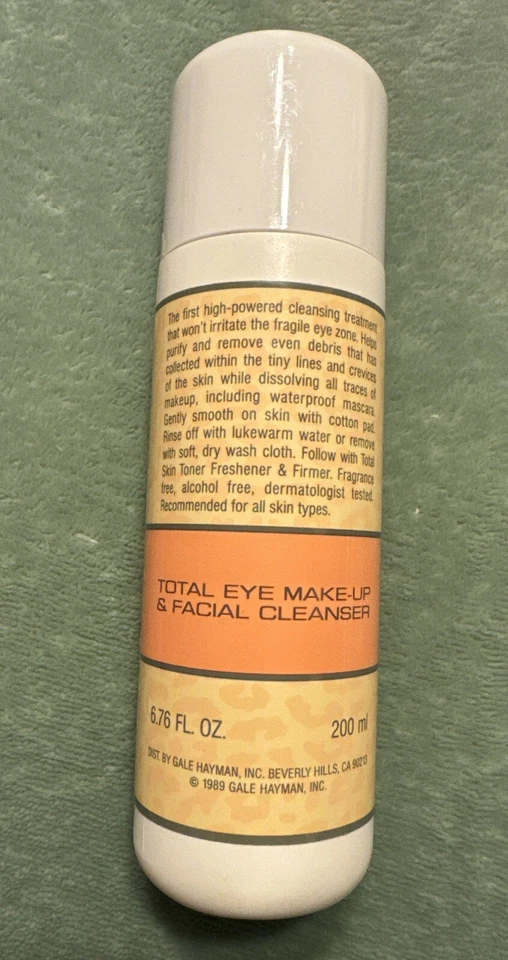 The first high-powered cleansing treatment
that won't irritate the fragile eye zone. Helps
purify and remove even debris that has
collected within the tiny lines and crevices
of the skin while dissolving all traces of
makeup, including waterproof mascara.
Gently smooth on skin with cotton pad.
Rinse off with lukewarm water or remove
with soft, dry wash cloth. Follow with Total
Skin Toner Freshener & Firmer. Fragrance
free, alcohol free, dermatologist tested.
Recommended for all skin types.
TOTAL EYE MAKE-UP
& FACIAL CLEANSER
6.76 FL. OZ. 200 ml
DIST. BY GALE HAYMAN, INC. BEVERLY HILLS, CA 90213
© 1989 GALE HAYMAN, INC.